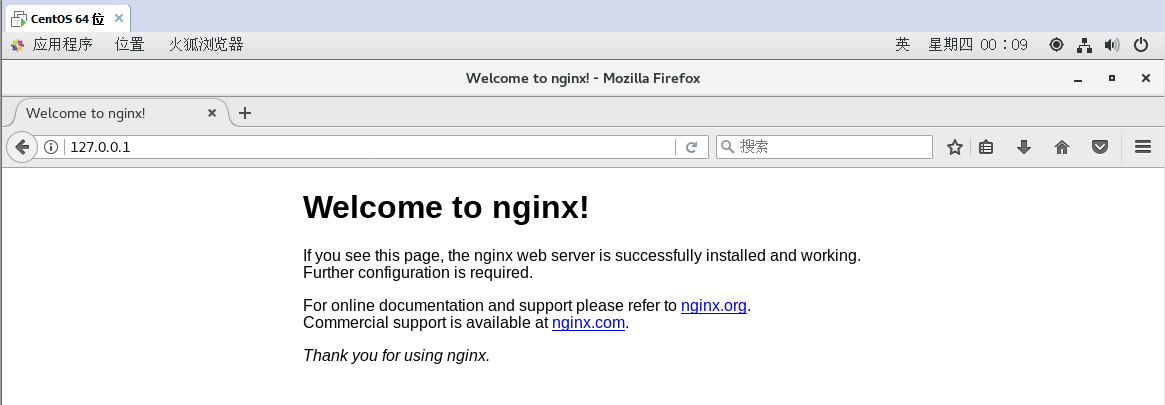 CentOS 64 位
应用程序 位置 火狐浏览器 英 星期四 00：09
Welcome to nginx! - Mozilla Firefox
Welcome to nginx!
127.0.0.1 搜索
Welcome to nginx!
If you see this page, the nginx web server is successfully installed and working.
Further configuration is required.
For online documentation and support please refer to nginx.org.
Commercial support is available at nginx.com.
Thank you for using nginx.